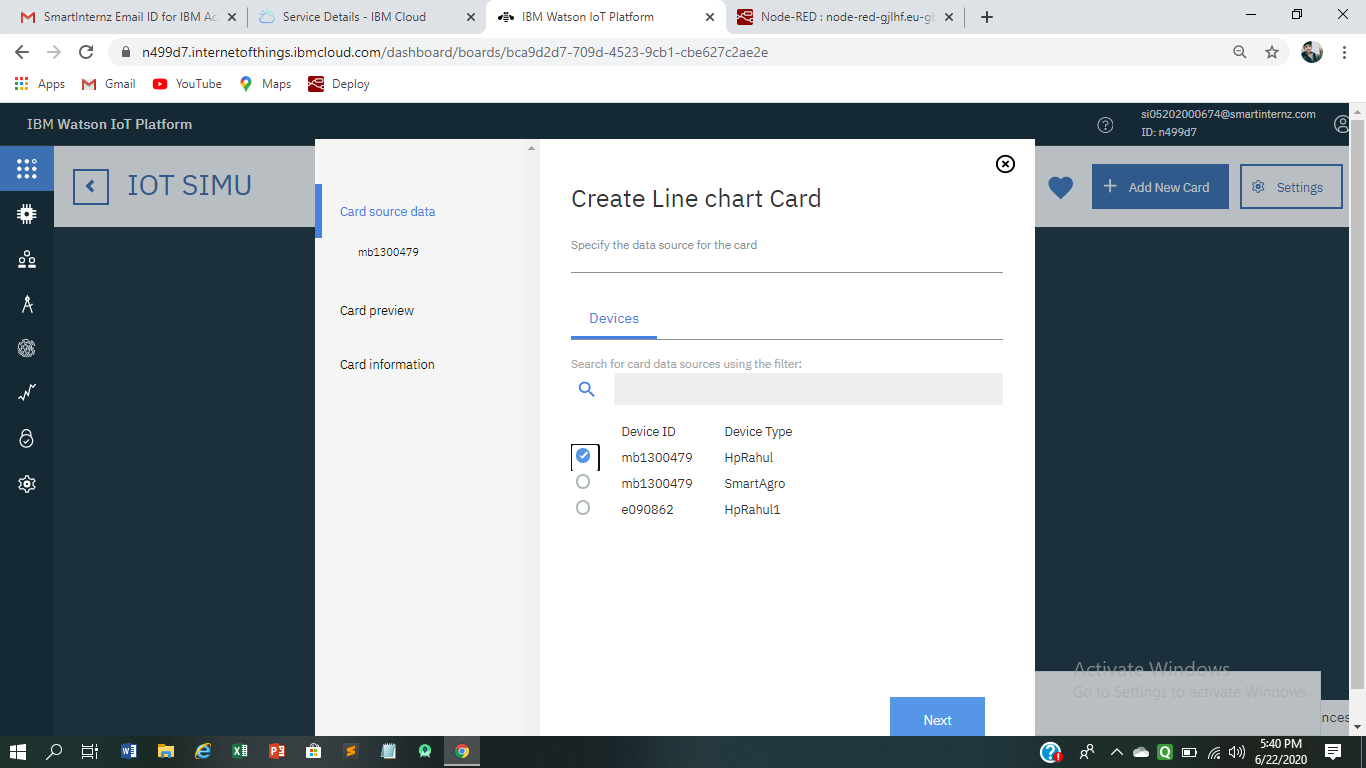 SmartInternz Email ID for IBM Ac
Service Details - IBM Cloud
IBM Watson IoT Platform
Node-RED : node-red-gjlhf.eu-gb
n499d7.internetofthings.ibmcloud.com/dashboard/boards/bca9d2d7-709d-4523-9cb1-cbe627c2ae2e
Apps
Gmail
YouTube
Maps
Deploy
IBM Watson IoT Platform
si05202000674@smartinternz.com
ID: n499d7
IOT SIMU
Add New Card
Settings
Card source data
mb1300479
Card preview
Card information
Create Line chart Card
Specify the data source for the card
Devices
Search for card data sources using the filter:
Device ID Device Type
mb1300479 HpRahul
mb1300479 SmartAgro
e090862 HpRahul1
Next
Activate Windows
Go to Settings to activate Windows.
nces
5:40 PM
6/22/2020